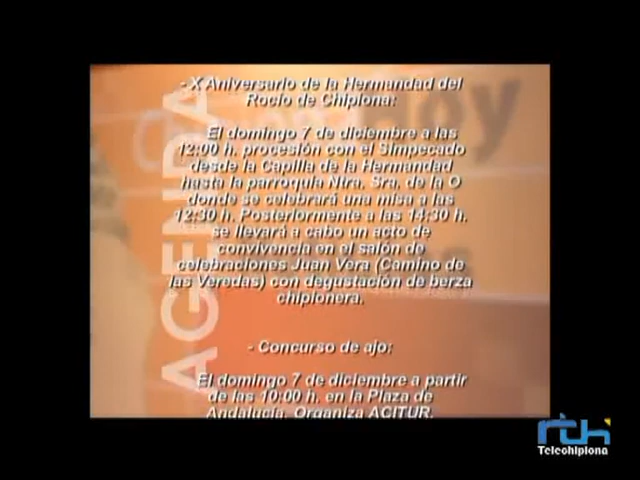 - X Aniversario de la Hermandad del
Rocío de Chipiona:
El domingo 7 de diciembre a las
12:00 h. procesión con el Simpecado
desde la Capilla de la Hermandad
hasta la parroquia Ntra. Sra. de la O
donde se celebrará una misa a las
12:30 h. Posteriormente a las 14:30 h.
se llevará a cabo un acto de
convivencia en el salón de
celebraciones Juan Vera (Camino de
las Veredas) con degustación de berza
chipionera.
- Concurso de ajo:
El domingo 7 de diciembre a partir
de las 10:00 h. en la Plaza de
Andalucía. Organiza ACITUR.
AGENDA
Hoy
rtch
Telechipiona